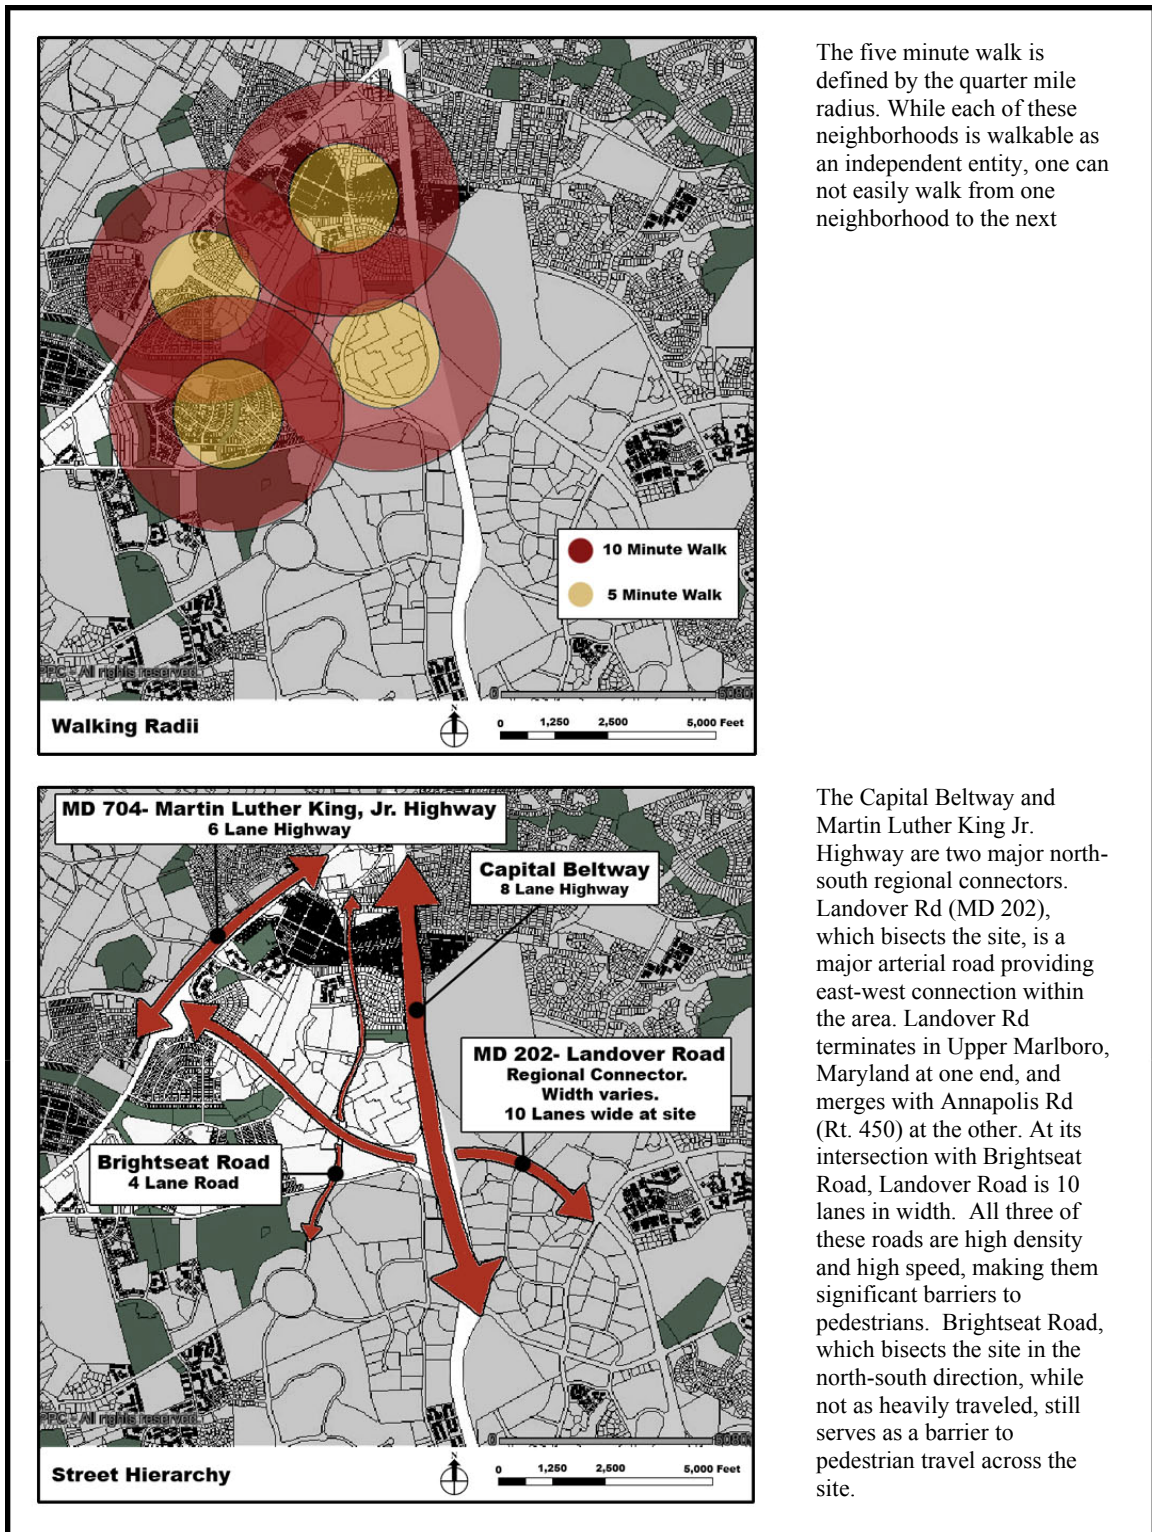 The five minute walk is
defined by the quarter mile
radius. While each of these
neighborhoods is walkable as
an independent entity, one can
not easily walk from one
neighborhood to the next
10 Minute Walk
5 Minute Walk
PPC - All rights reserved.
0 6080
Walking Radii
N
0 1,250 2,500 5,000 Feet
MD 704- Martin Luther King, Jr. Highway
6 Lane Highway
Capital Beltway
8 Lane Highway
MD 202- Landover Road
Regional Connector.
Width varies.
10 Lanes wide at site
Brightseat Road
4 Lane Road
PPC - All rights reserved.
0 6080
Street Hierarchy
N
0 1,250 2,500 5,000 Feet
The Capital Beltway and
Martin Luther King Jr.
Highway are two major north-
south regional connectors.
Landover Rd (MD 202),
which bisects the site, is a
major arterial road providing
east-west connection within
the area. Landover Rd
terminates in Upper Marlboro,
Maryland at one end, and
merges with Annapolis Rd
(Rt. 450) at the other. At its
intersection with Brightseat
Road, Landover Road is 10
lanes in width.  All three of
these roads are high density
and high speed, making them
significant barriers to
pedestrians.  Brightseat Road,
which bisects the site in the
north-south direction, while
not as heavily traveled, still
serves as a barrier to
pedestrian travel across the
site.